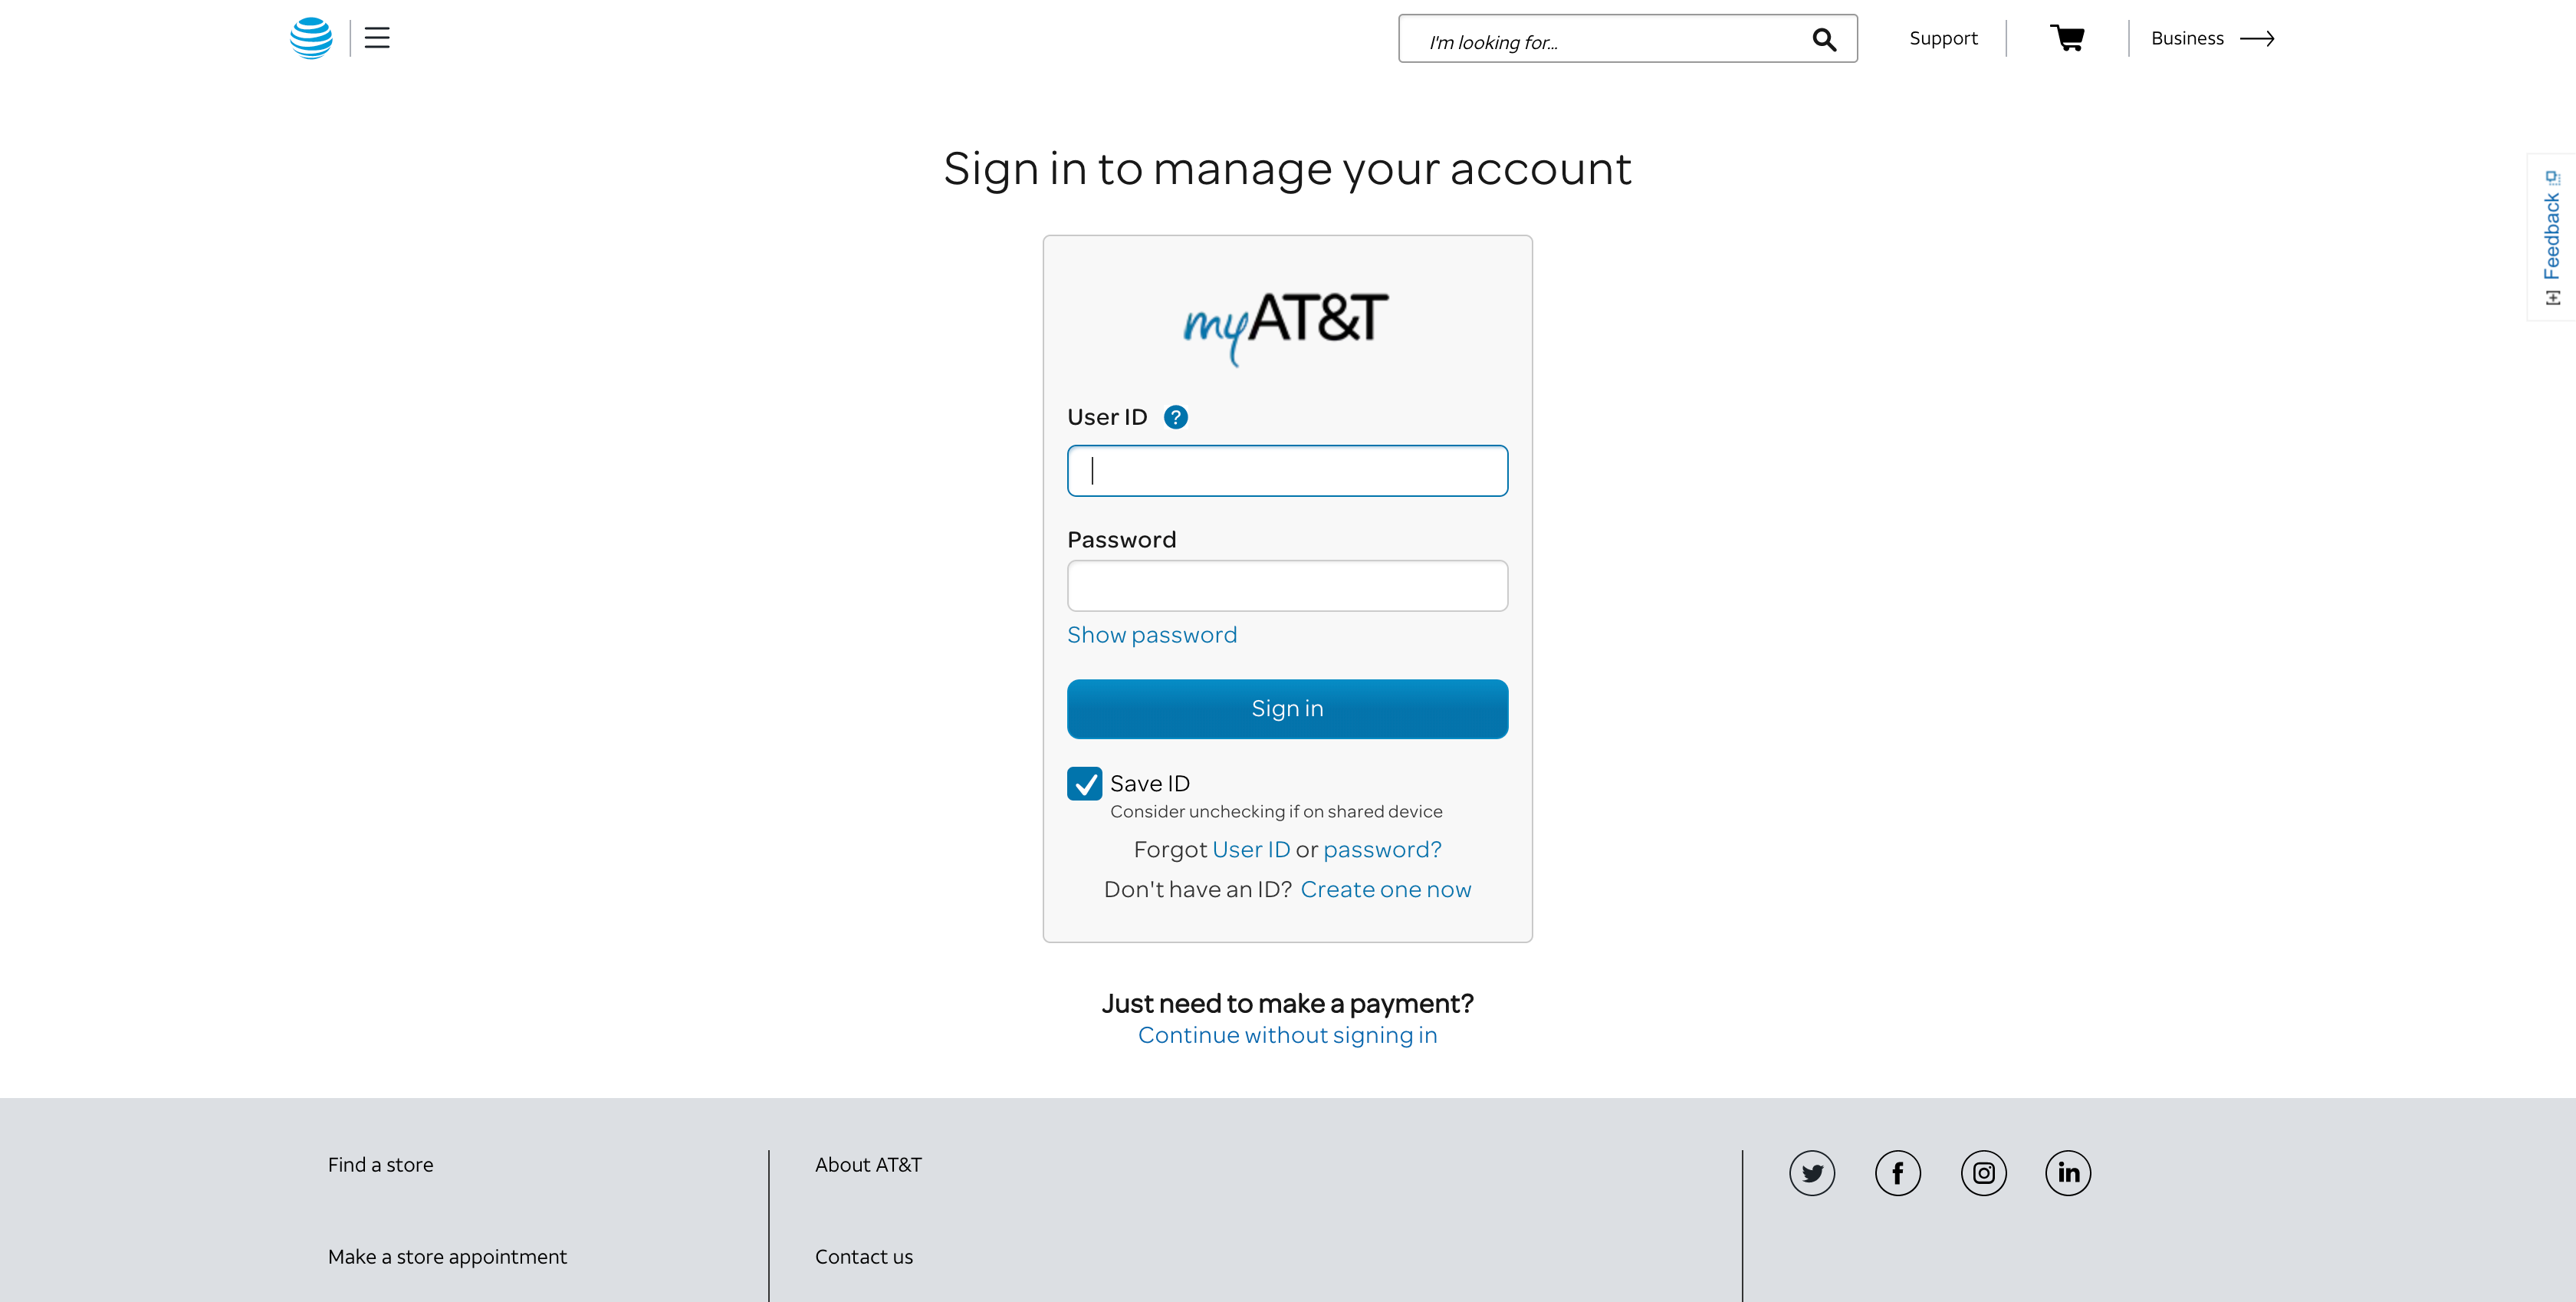 I'm looking for...
Support
Business
Sign in to manage your account
Feedback
myAT&T
User ID ?
Password
Show password
Sign in
Save ID
Consider unchecking if on shared device
Forgot User ID or password?
Don't have an ID? Create one now
Just need to make a payment?
Continue without signing in
Find a store
About AT&T
Make a store appointment
Contact us